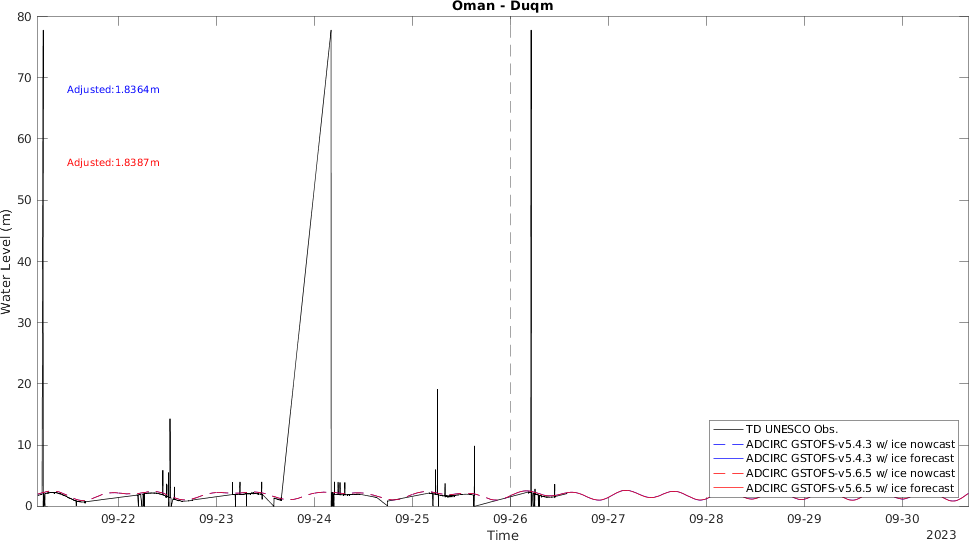 Oman - Duqm
80
70
60
50
40
30
20
10
0
Water Level (m)
Adjusted:1.8364m
Adjusted:1.8387m
TD UNESCO Obs.
ADCIRC GSTOFS-v5.4.3 w/ ice nowcast
ADCIRC GSTOFS-v5.4.3 w/ ice forecast
ADCIRC GSTOFS-v5.6.5 w/ ice nowcast
ADCIRC GSTOFS-v5.6.5 w/ ice forecast
09-22 09-23 09-24 09-25 09-26 09-27 09-28 09-29 09-30
Time
2023